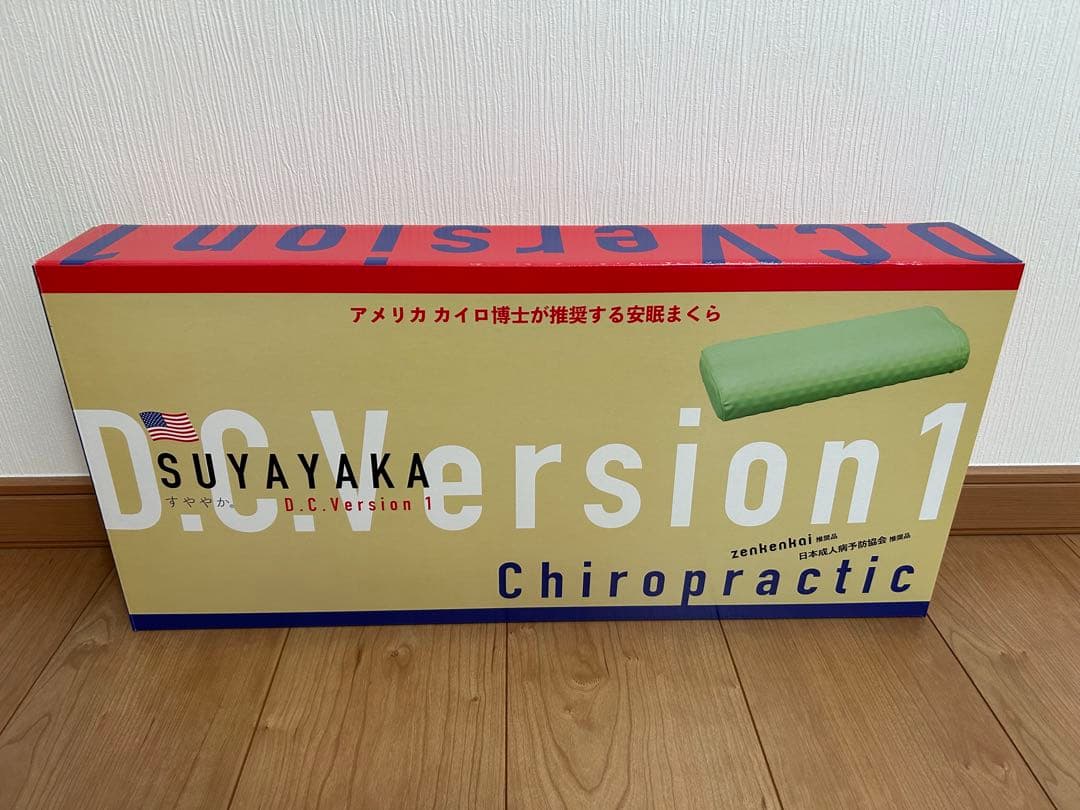 D.C.Version 1
アメリカ カイロ博士が推奨する安眠まくら
D.C.Version 1
SUYAYAKA
すややか。 D.C.Version 1
zenkenkai 推奨品
日本成人病予防協会 推奨品
Chiropractic